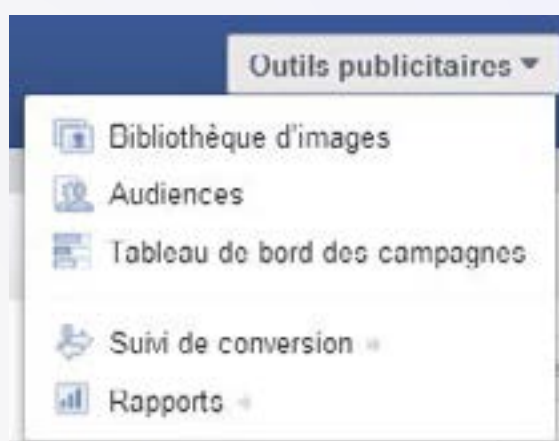 Outils publicitaires
Bibliothèque d'images
Audiences
Tableau de bord des campagnes
Suivi de conversion
Rapports